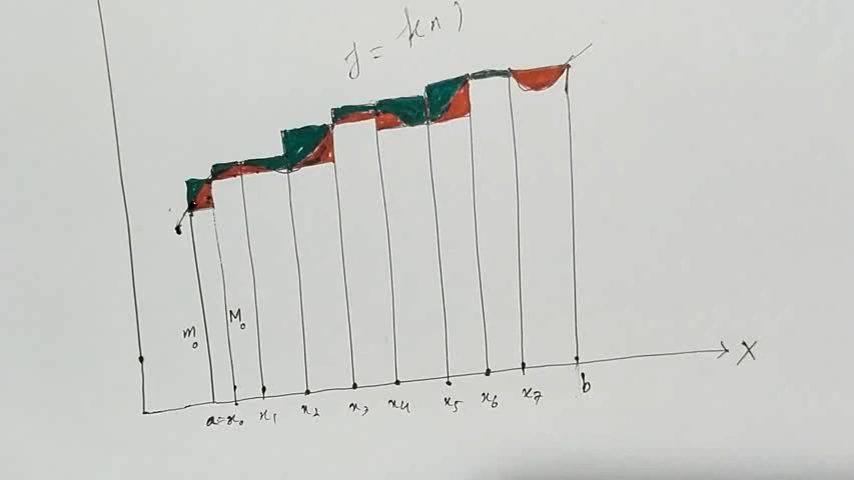 y = f(x)
m₀
M₀
X
a=x₀ x₁ x₂ x₃ x₄ x₅ x₆ x₇ b